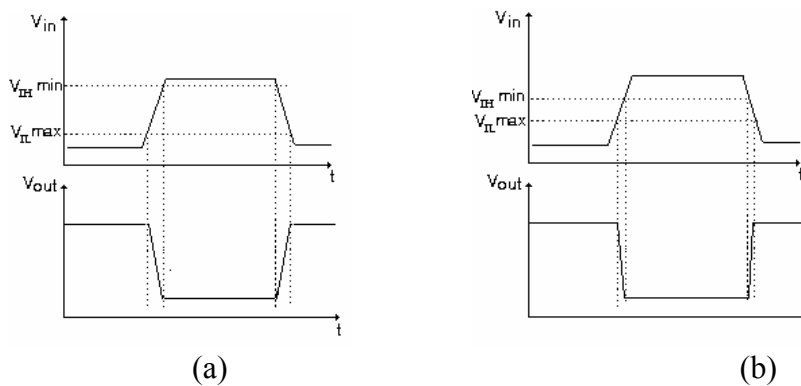 Vin
VIH min
VIL max
t
Vout
t
(a)
Vin
VIH min
VIL max
t
Vout
(b)